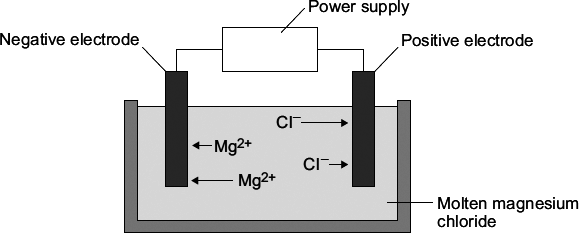 Power supply
Negative electrode
Positive electrode
Cl⁻
Mg²⁺
Cl⁻
Mg²⁺
Molten magnesium
chloride